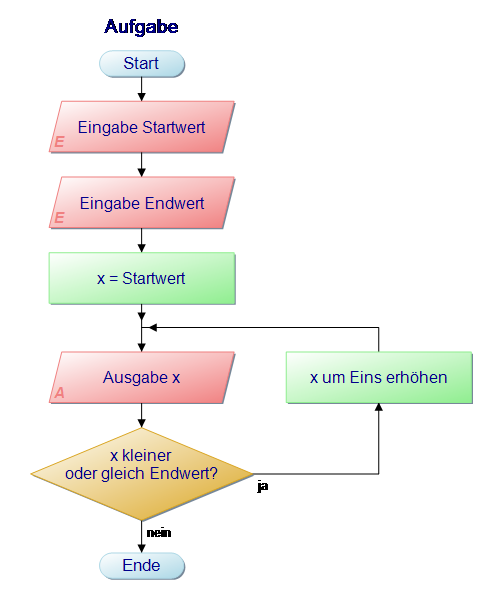 Aufgabe
Start
Eingabe Startwert
E
Eingabe Endwert
E
x = Startwert
Ausgabe x
A
x um Eins erhöhen
x kleiner
oder gleich Endwert?
ja
nein
Ende